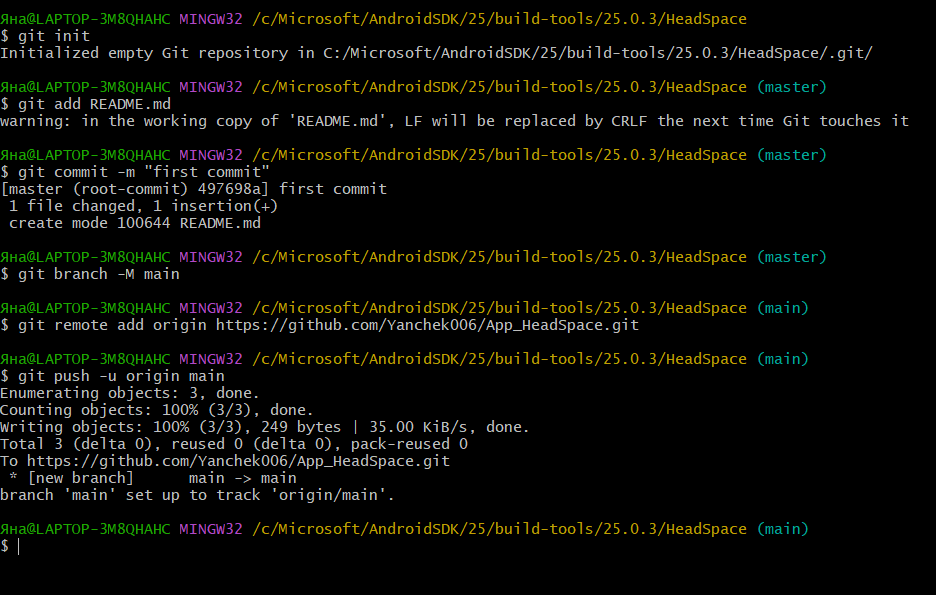 Яна@LAPTOP-3M8QHAHC MINGW32 /c/Microsoft/AndroidSDK/25/build-tools/25.0.3/HeadSpace
$ git init
Initialized empty Git repository in C:/Microsoft/AndroidSDK/25/build-tools/25.0.3/HeadSpace/.git/
Яна@LAPTOP-3M8QHAHC MINGW32 /c/Microsoft/AndroidSDK/25/build-tools/25.0.3/HeadSpace (master)
$ git add README.md
warning: in the working copy of 'README.md', LF will be replaced by CRLF the next time Git touches it
Яна@LAPTOP-3M8QHAHC MINGW32 /c/Microsoft/AndroidSDK/25/build-tools/25.0.3/HeadSpace (master)
$ git commit -m "first commit"
[master (root-commit) 497698a] first commit
 1 file changed, 1 insertion(+)
 create mode 100644 README.md
Яна@LAPTOP-3M8QHAHC MINGW32 /c/Microsoft/AndroidSDK/25/build-tools/25.0.3/HeadSpace (master)
$ git branch -M main
Яна@LAPTOP-3M8QHAHC MINGW32 /c/Microsoft/AndroidSDK/25/build-tools/25.0.3/HeadSpace (main)
$ git remote add origin https://github.com/Yanchek006/App_HeadSpace.git
Яна@LAPTOP-3M8QHAHC MINGW32 /c/Microsoft/AndroidSDK/25/build-tools/25.0.3/HeadSpace (main)
$ git push -u origin main
Enumerating objects: 3, done.
Counting objects: 100% (3/3), done.
Writing objects: 100% (3/3), 249 bytes | 35.00 KiB/s, done.
Total 3 (delta 0), reused 0 (delta 0), pack-reused 0
To https://github.com/Yanchek006/App_HeadSpace.git
 * [new branch]      main -> main
branch 'main' set up to track 'origin/main'.
Яна@LAPTOP-3M8QHAHC MINGW32 /c/Microsoft/AndroidSDK/25/build-tools/25.0.3/HeadSpace (main)
$